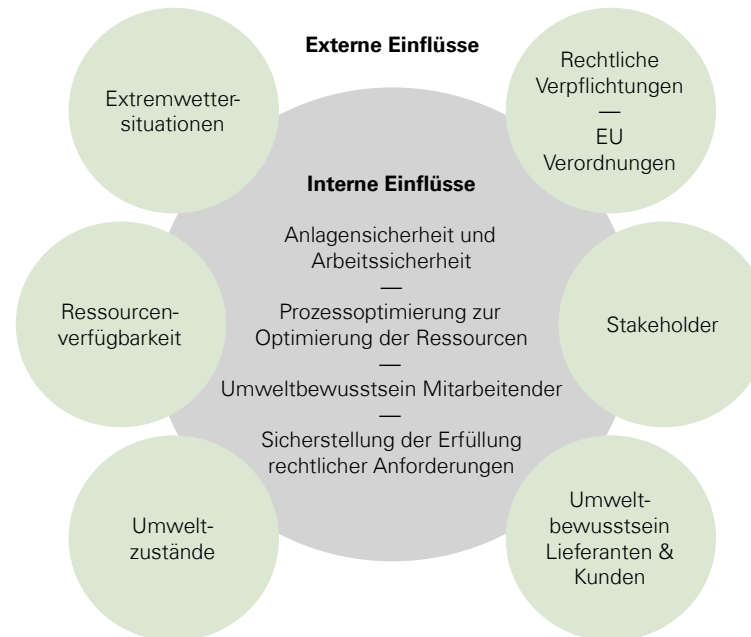 Externe Einflüsse
Extremwetter-
situationen
Rechtliche
Verpflichtungen
—
EU
Verordnungen
Interne Einflüsse
Anlagensicherheit und
Arbeitssicherheit
—
Prozessoptimierung zur
Optimierung der Ressourcen
—
Umweltbewusstsein Mitarbeitender
—
Sicherstellung der Erfüllung
rechtlicher Anforderungen
Ressourcen-
verfügbarkeit
Stakeholder
Umwelt-
zustände
Umwelt-
bewusstsein
Lieferanten &
Kunden